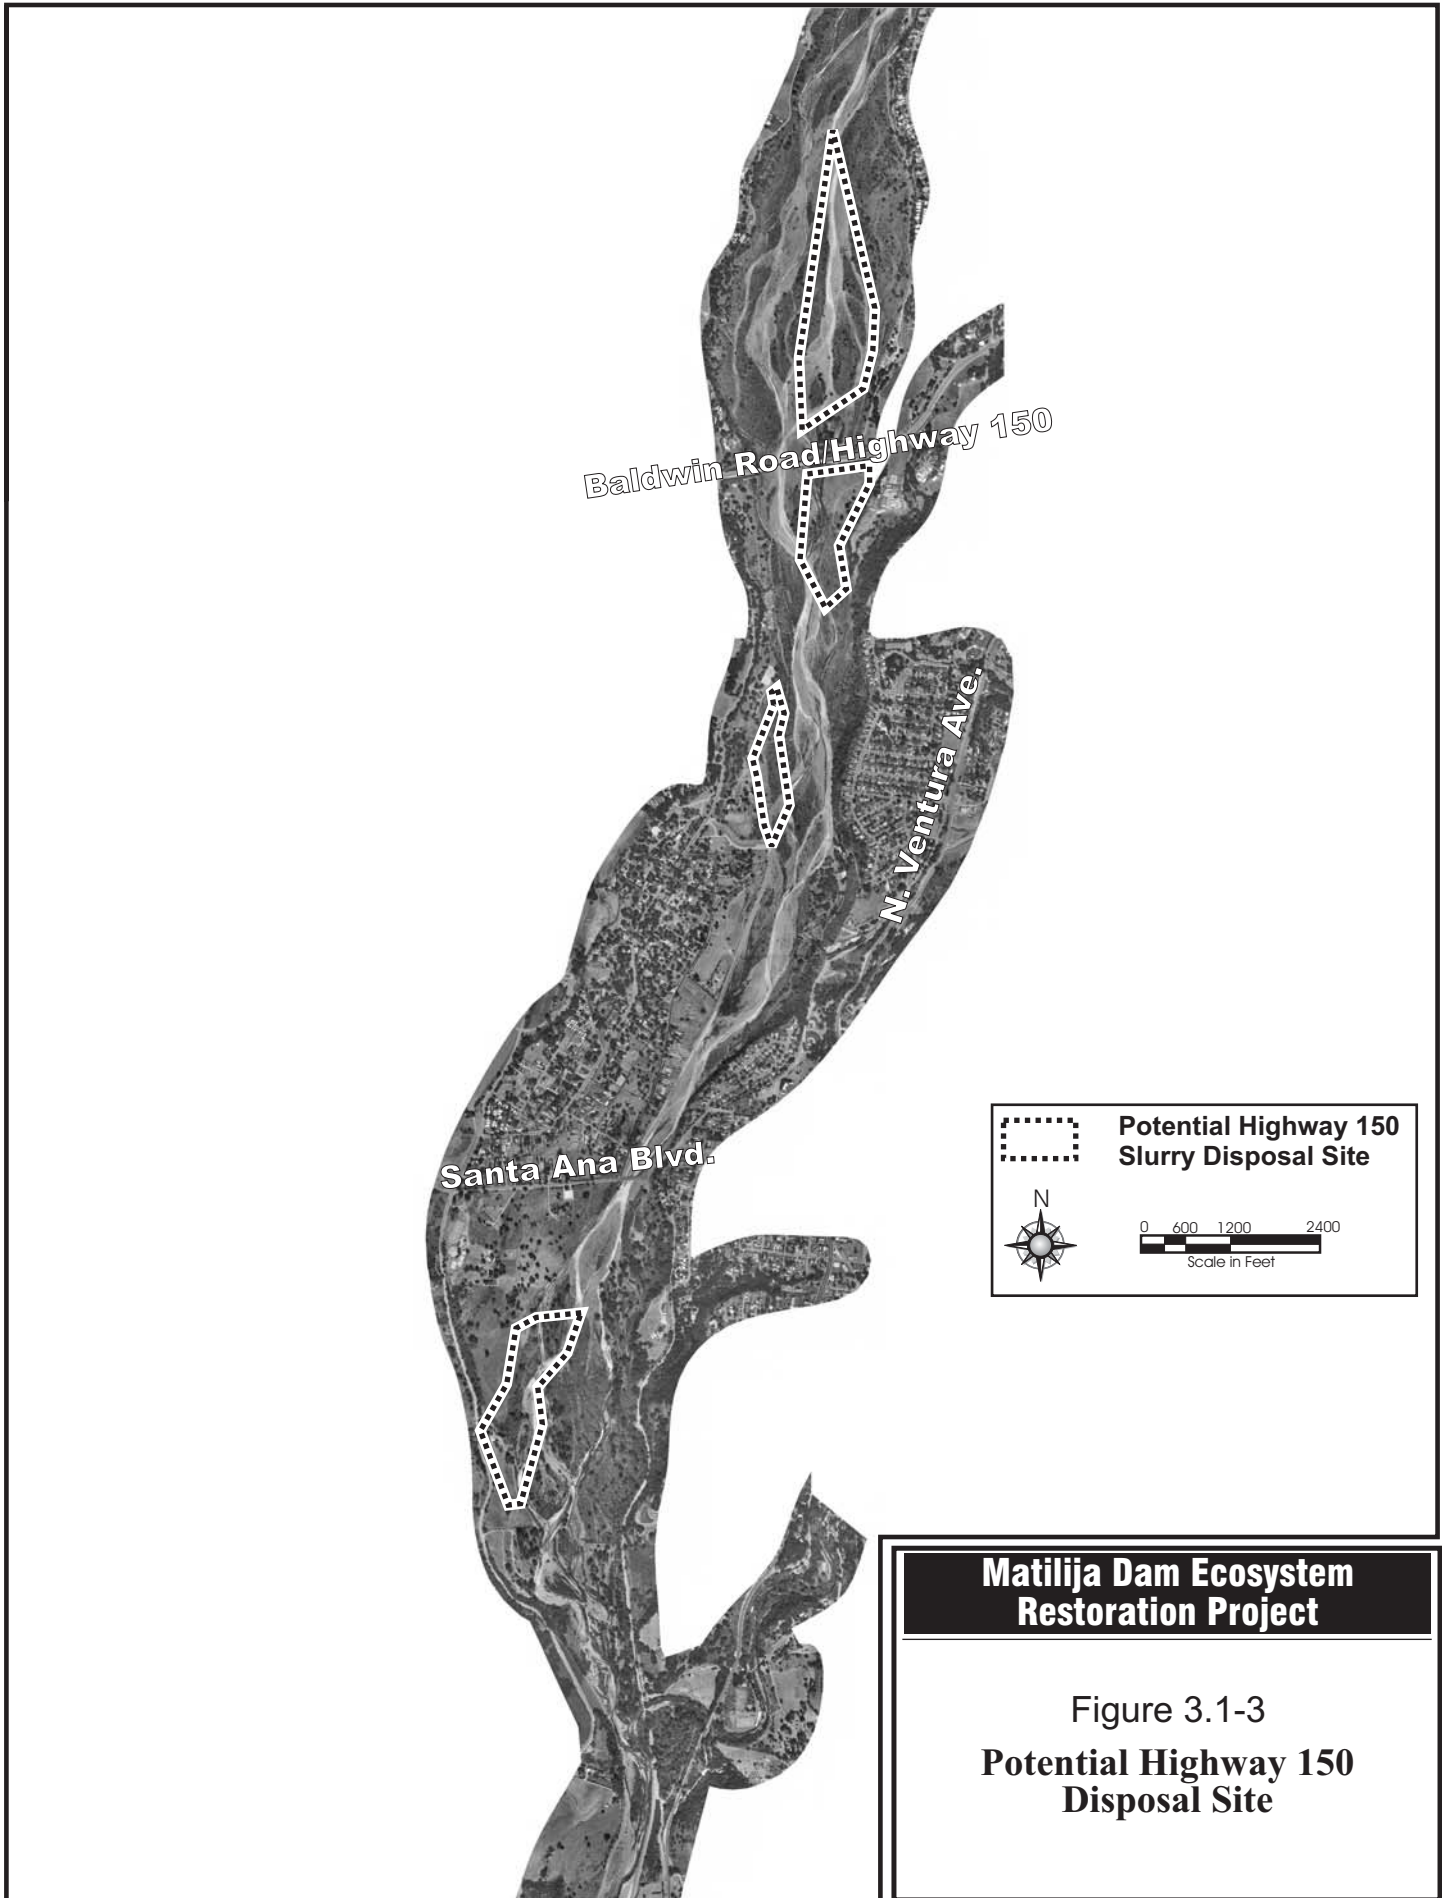 Baldwin Road/Highway 150
N. Ventura Ave.
Santa Ana Blvd.
Potential Highway 150
Slurry Disposal Site
N
0 600 1200 2400
Scale in Feet
Matilija Dam Ecosystem
Restoration Project
Figure 3.1-3
Potential Highway 150
Disposal Site